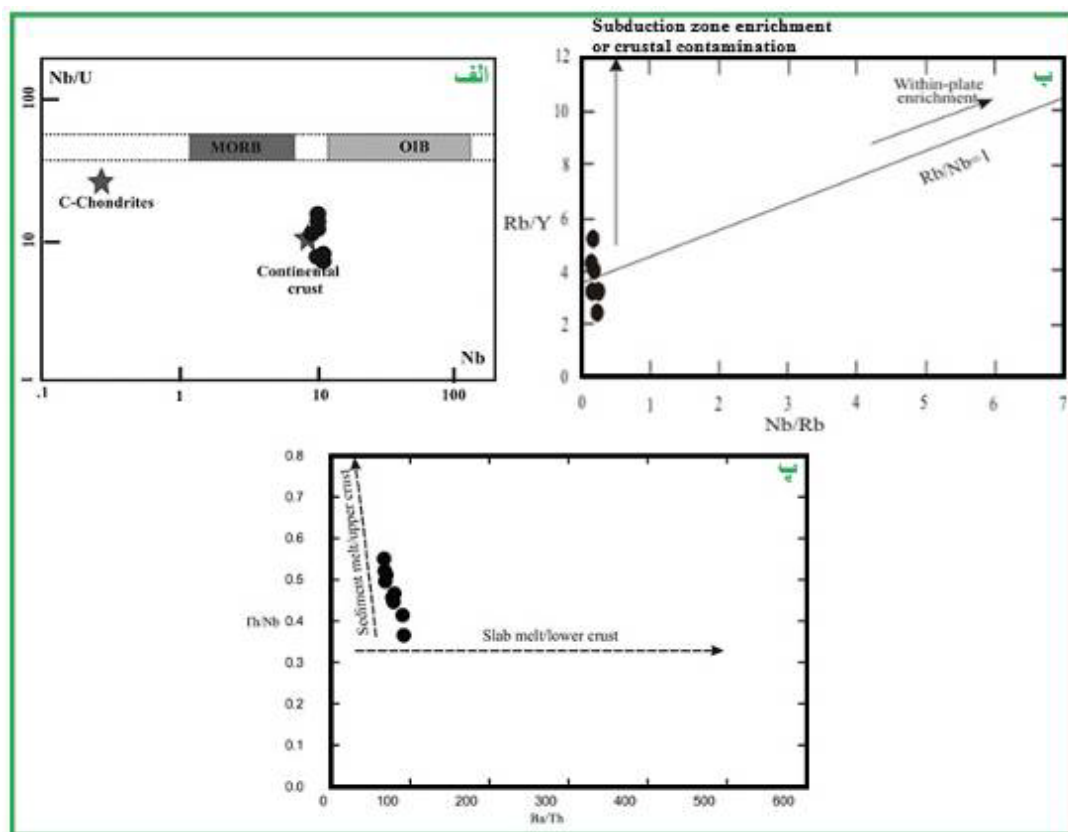 Nb/U
الف
100
MORB
OIB
C-Chondrites
10
Continental
crust
1
Nb
.1
1
10
100
Subduction zone enrichment
or crustal contamination
12
ب
Within-plate
enrichment
10
8
Rb/Nb=1
6
Rb/Y
4
2
0
0
1
2
3
4
5
6
7
Nb/Rb
0.8
پ
0.7
Sediment melt/upper crust
0.6
0.5
Th/Nb
0.4
Slab melt/lower crust
0.3
0.2
0.1
0.0
0
100
200
300
400
500
600
Ba/Th